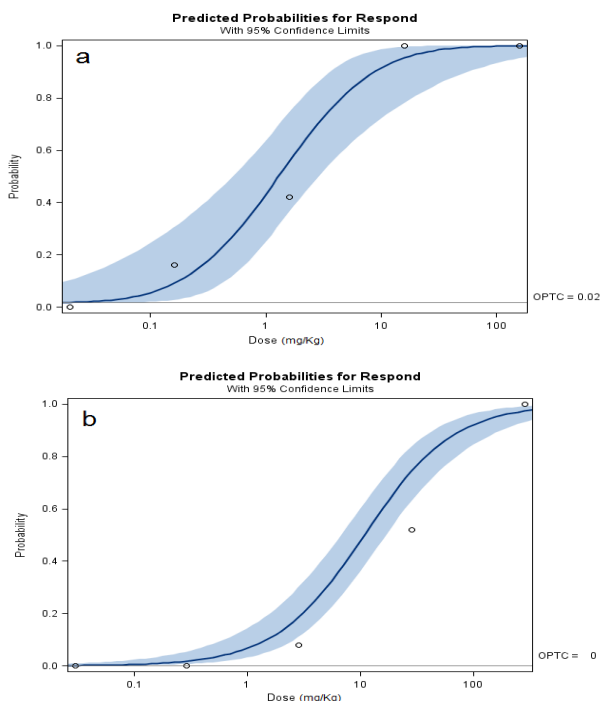 Predicted Probabilities for Respond
With 95% Confidence Limits
a
1.0
0.8
0.6
0.4
0.2
0.0
Probability
OPTC = 0.02
0.1 1 10 100
Dose (mg/Kg)
Predicted Probabilities for Respond
With 95% Confidence Limits
b
1.0
0.8
0.6
0.4
0.2
0.0
Probability
OPTC = 0
0.1 1 10 100
Dose (mg/Kg)